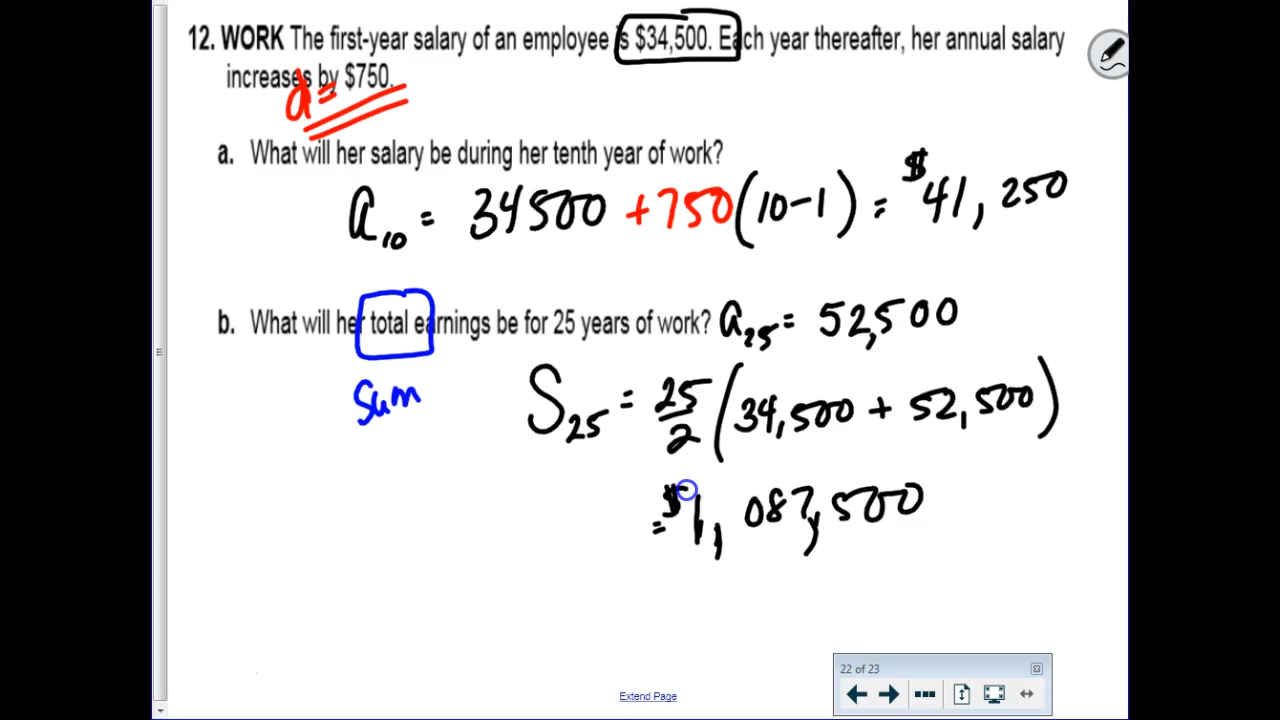 12. WORK The first-year salary of an employee is $34,500. Each year thereafter, her annual salary
increases by $750.
d=
a. What will her salary be during her tenth year of work?
a10 = 34500 +750(10-1) = $41,250
b. What will her total earnings be for 25 years of work? a25 = 52,500
Sum
S25 = 25/2 (34,500 + 52,500)
= $1,087,500
22 of 23
Extend Page